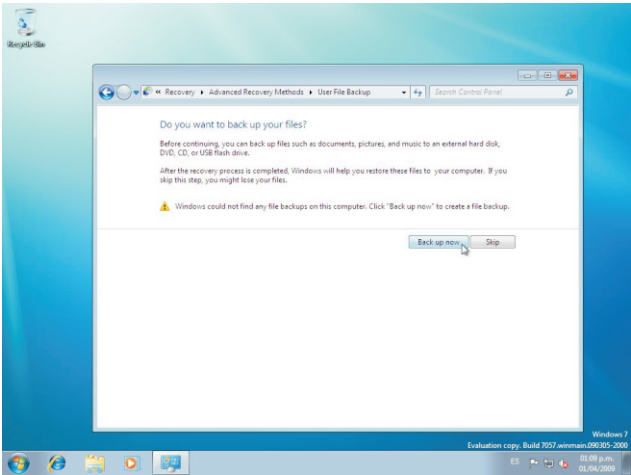 Recycle Bin
« Recovery ▸ Advanced Recovery Methods ▸ User File Backup
Search Control Panel
Do you want to back up your files?
Before continuing, you can back up files such as documents, pictures, and music to an external hard disk,
DVD, CD, or USB flash drive.
After the recovery process is completed, Windows will help you restore these files to your computer. If you
skip this step, you might lose your files.
Windows could not find any file backups on this computer. Click "Back up now" to create a file backup.
Back up now
Skip
Windows 7
Evaluation copy. Build 7057.winmain.090305-2000
ES
01:09 p.m.
01/04/2009